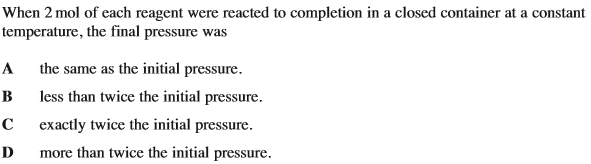 When 2 mol of each reagent were reacted to completion in a closed container at a constant
temperature, the final pressure was
A the same as the initial pressure.
B less than twice the initial pressure.
C exactly twice the initial pressure.
D more than twice the initial pressure.